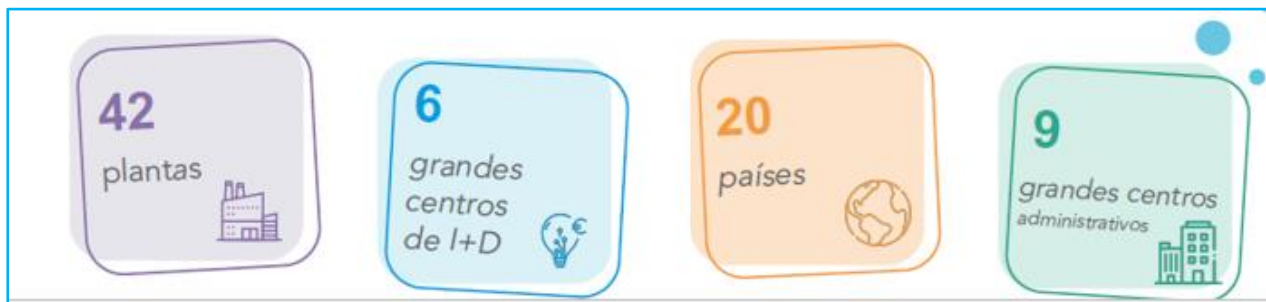 42
plantas
6
grandes
centros
de I+D
20
países
9
grandes centros
administrativos